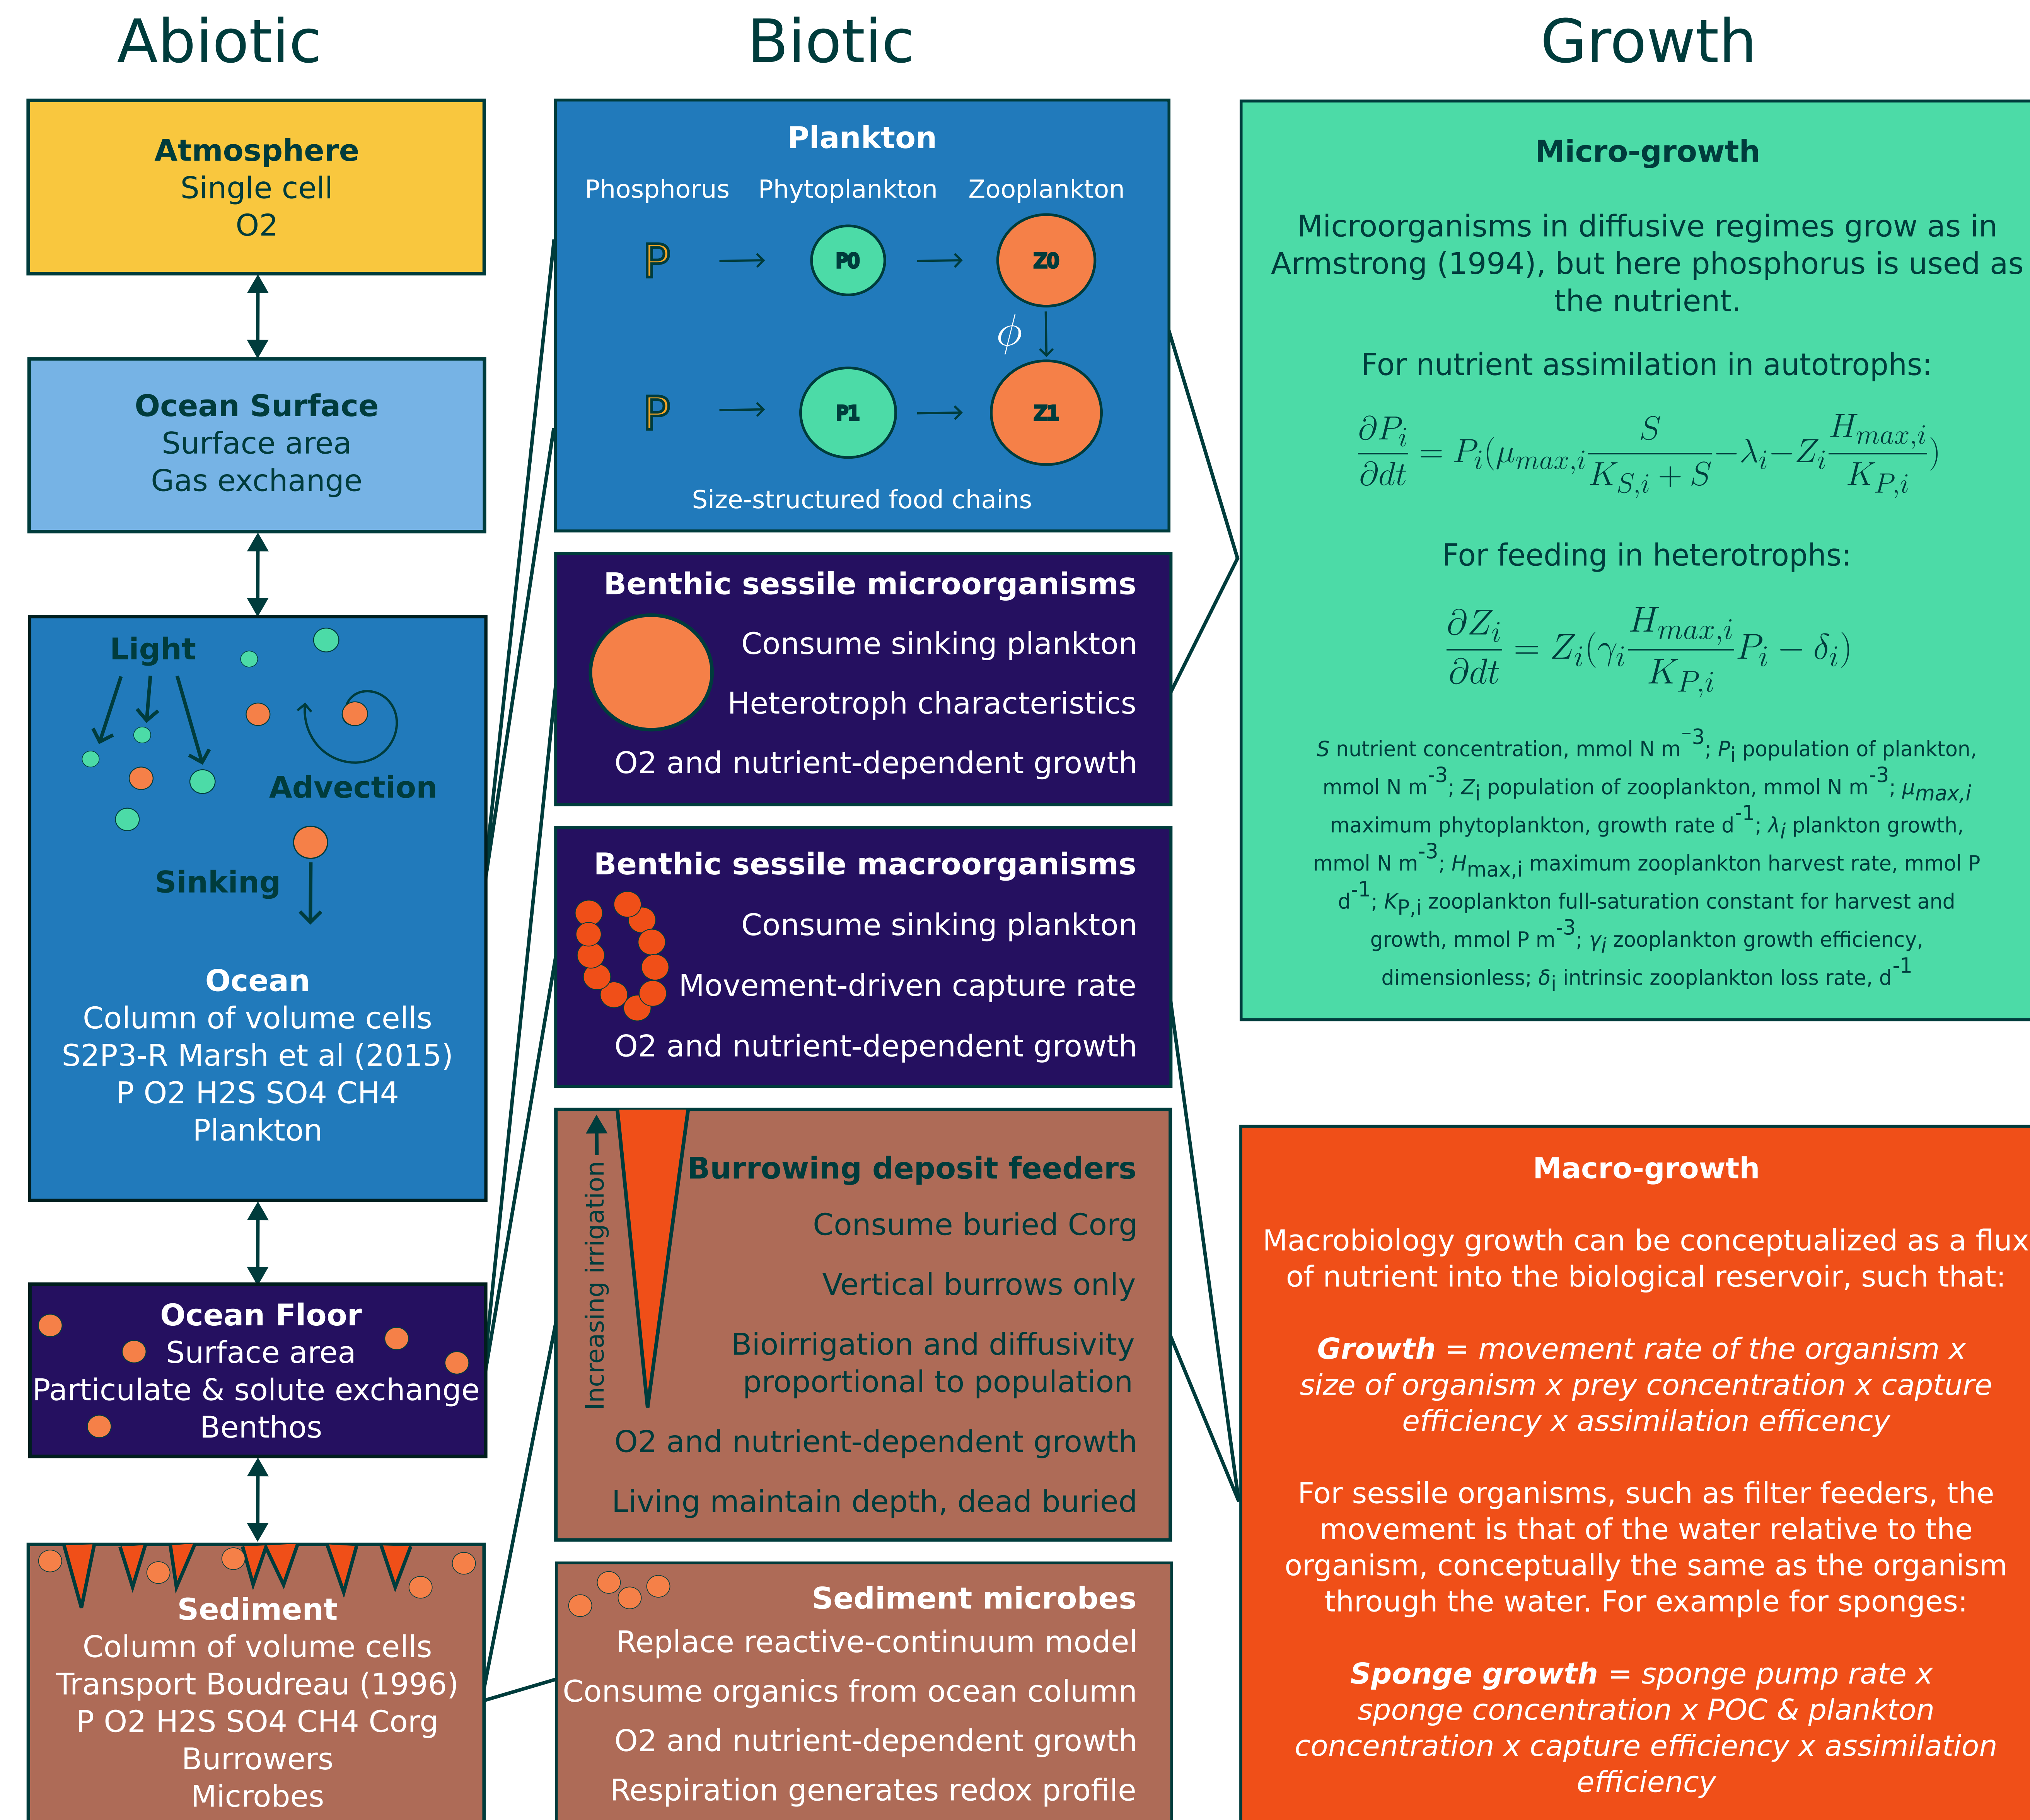 Abiotic
Atmosphere
Single cell
O2
Ocean Surface
Surface area
Gas exchange
Light
Advection
Sinking
Ocean
Column of volume cells
S2P3-R Marsh et al (2015)
P O2 H2S SO4 CH4
Plankton
Ocean Floor
Surface area
Particulate & solute exchange
Benthos
Sediment
Column of volume cells
Transport Boudreau (1996)
P O2 H2S SO4 CH4 Corg
Burrowers
Microbes
Biotic
Plankton
Phosphorus Phytoplankton Zooplankton
P P0 Z0
ϕ
P P1 Z1
Size-structured food chains
Benthic sessile microorganisms
Consume sinking plankton
Heterotroph characteristics
O2 and nutrient-dependent growth
Benthic sessile macroorganisms
Consume sinking plankton
Movement-driven capture rate
O2 and nutrient-dependent growth
Increasing irrigation
Burrowing deposit feeders
Consume buried Corg
Vertical burrows only
Bioirrigation and diffusivity
proportional to population
O2 and nutrient-dependent growth
Living maintain depth, dead buried
Sediment microbes
Replace reactive-continuum model
Consume organics from ocean column
O2 and nutrient-dependent growth
Respiration generates redox profile
Growth
Micro-growth
Microorganisms in diffusive regimes grow as in
Armstrong (1994), but here phosphorus is used as
the nutrient.
For nutrient assimilation in autotrophs:
∂P_i/∂dt = P_i(μ_max,i S/(K_S,i + S) − λ_i − Z_i H_max,i/K_P,i)
For feeding in heterotrophs:
∂Z_i/∂dt = Z_i(γ_i H_max,i/K_P,i P_i − δ_i)
S nutrient concentration, mmol N m⁻³; P_i population of plankton,
mmol N m⁻³; Z_i population of zooplankton, mmol N m⁻³; μ_max,i
maximum phytoplankton, growth rate d⁻¹; λ_i plankton growth,
mmol N m⁻³; H_max,i maximum zooplankton harvest rate, mmol P
d⁻¹; K_P,i zooplankton full-saturation constant for harvest and
growth, mmol P m⁻³; γ_i zooplankton growth efficiency,
dimensionless; δ_i intrinsic zooplankton loss rate, d⁻¹
Macro-growth
Macrobiology growth can be conceptualized as a flux
of nutrient into the biological reservoir, such that:
Growth = movement rate of the organism x
size of organism x prey concentration x capture
efficiency x assimilation efficency
For sessile organisms, such as filter feeders, the
movement is that of the water relative to the
organism, conceptually the same as the organism
through the water. For example for sponges:
Sponge growth = sponge pump rate x
sponge concentration x POC & plankton
concentration x capture efficiency x assimilation
efficiency